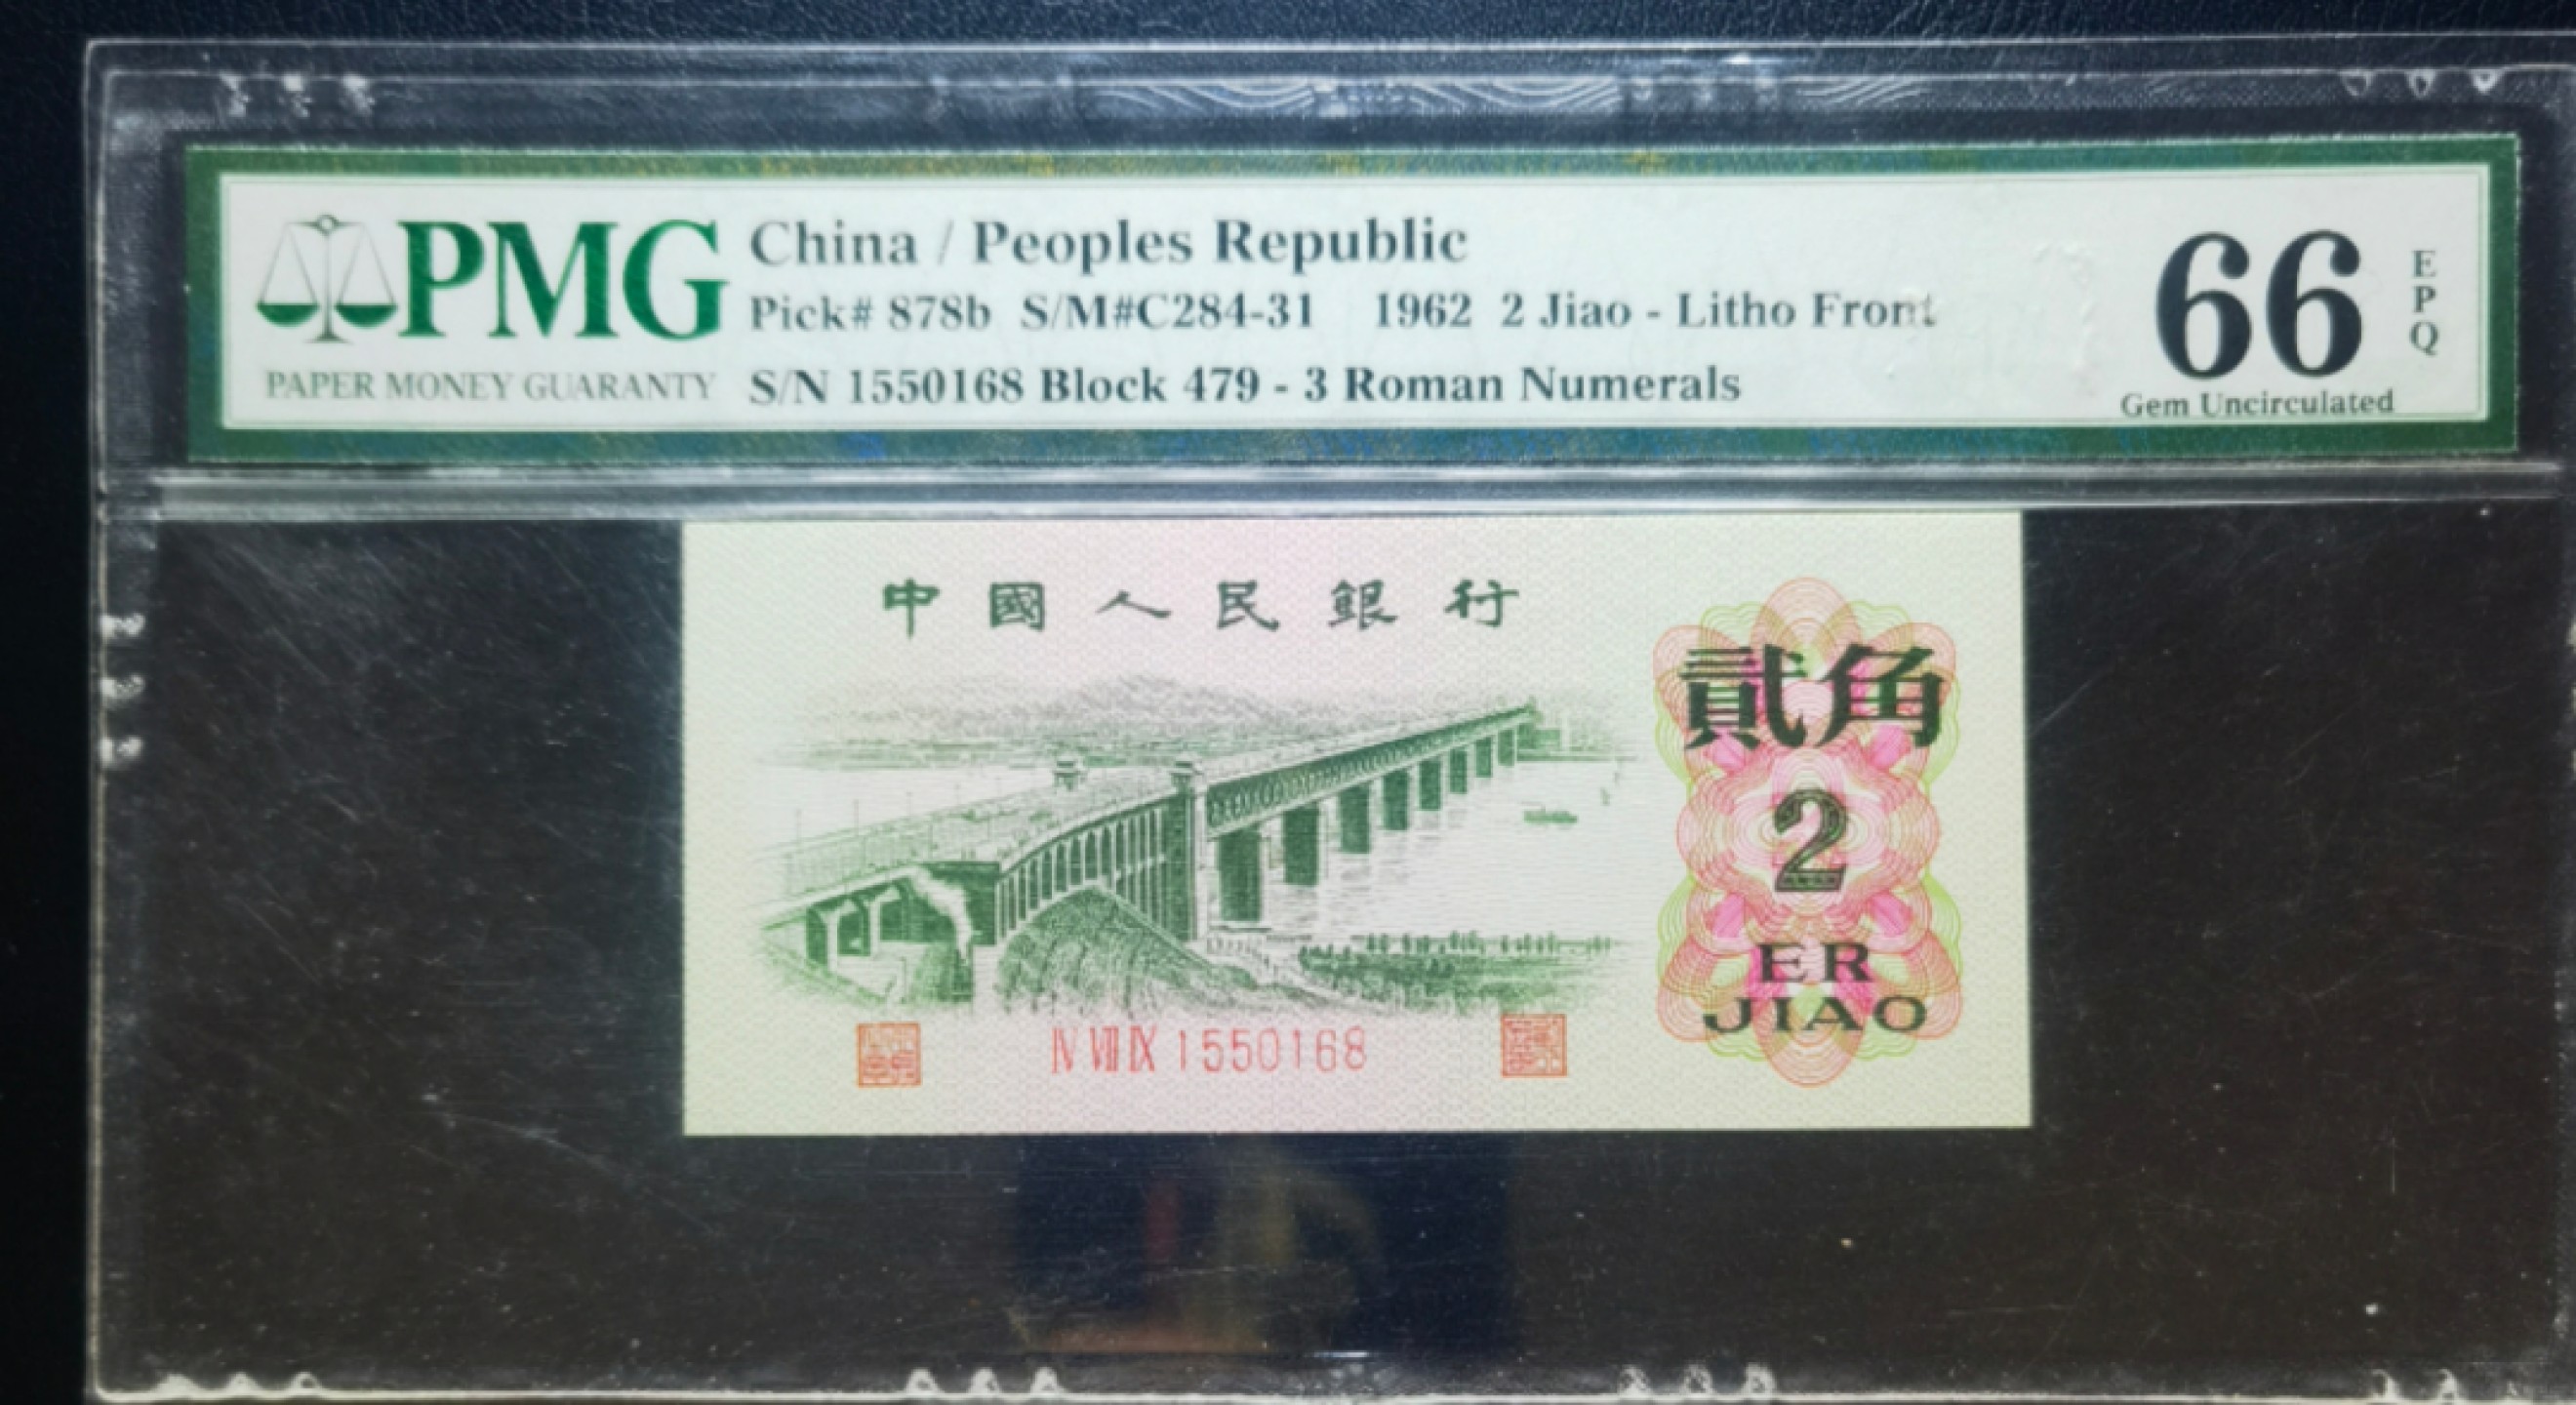 PMG
PAPER MONEY GUARANTY
China / Peoples Republic
Pick# 878b S/M#C284-31 1962 2 Jiao - Litho Front
S/N 1550168 Block 479 - 3 Roman Numerals
66
EPQ
Gem Uncirculated
中國人民銀行
貳角
2
ER
JIAO
IV VII IX 1550168